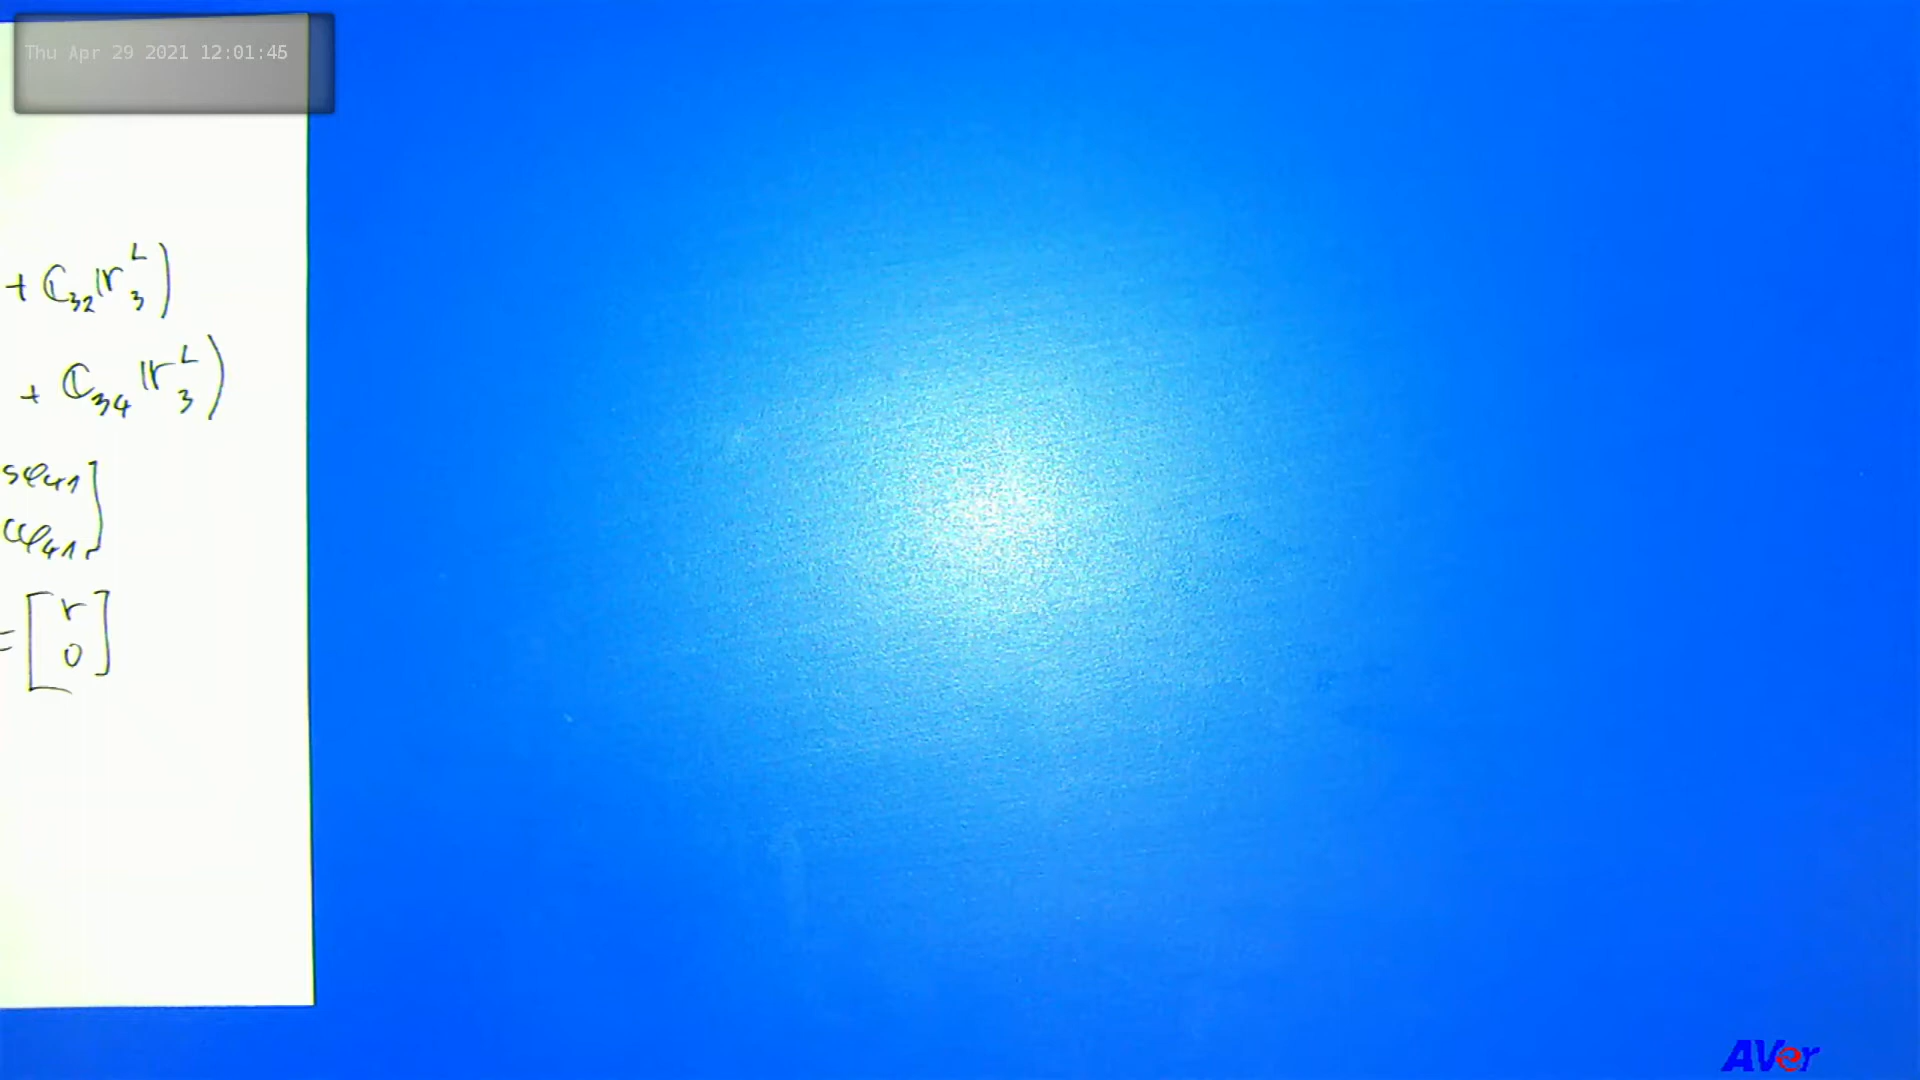 Thu Apr 29 2021 12:01:45
+ ℂ₃₂ 𝕣₃ᴸ)
+ ℂ₃₄ 𝕣₃ᴸ)
sφ₄₁]
cφ₄₁]
= [r
0]
AVer